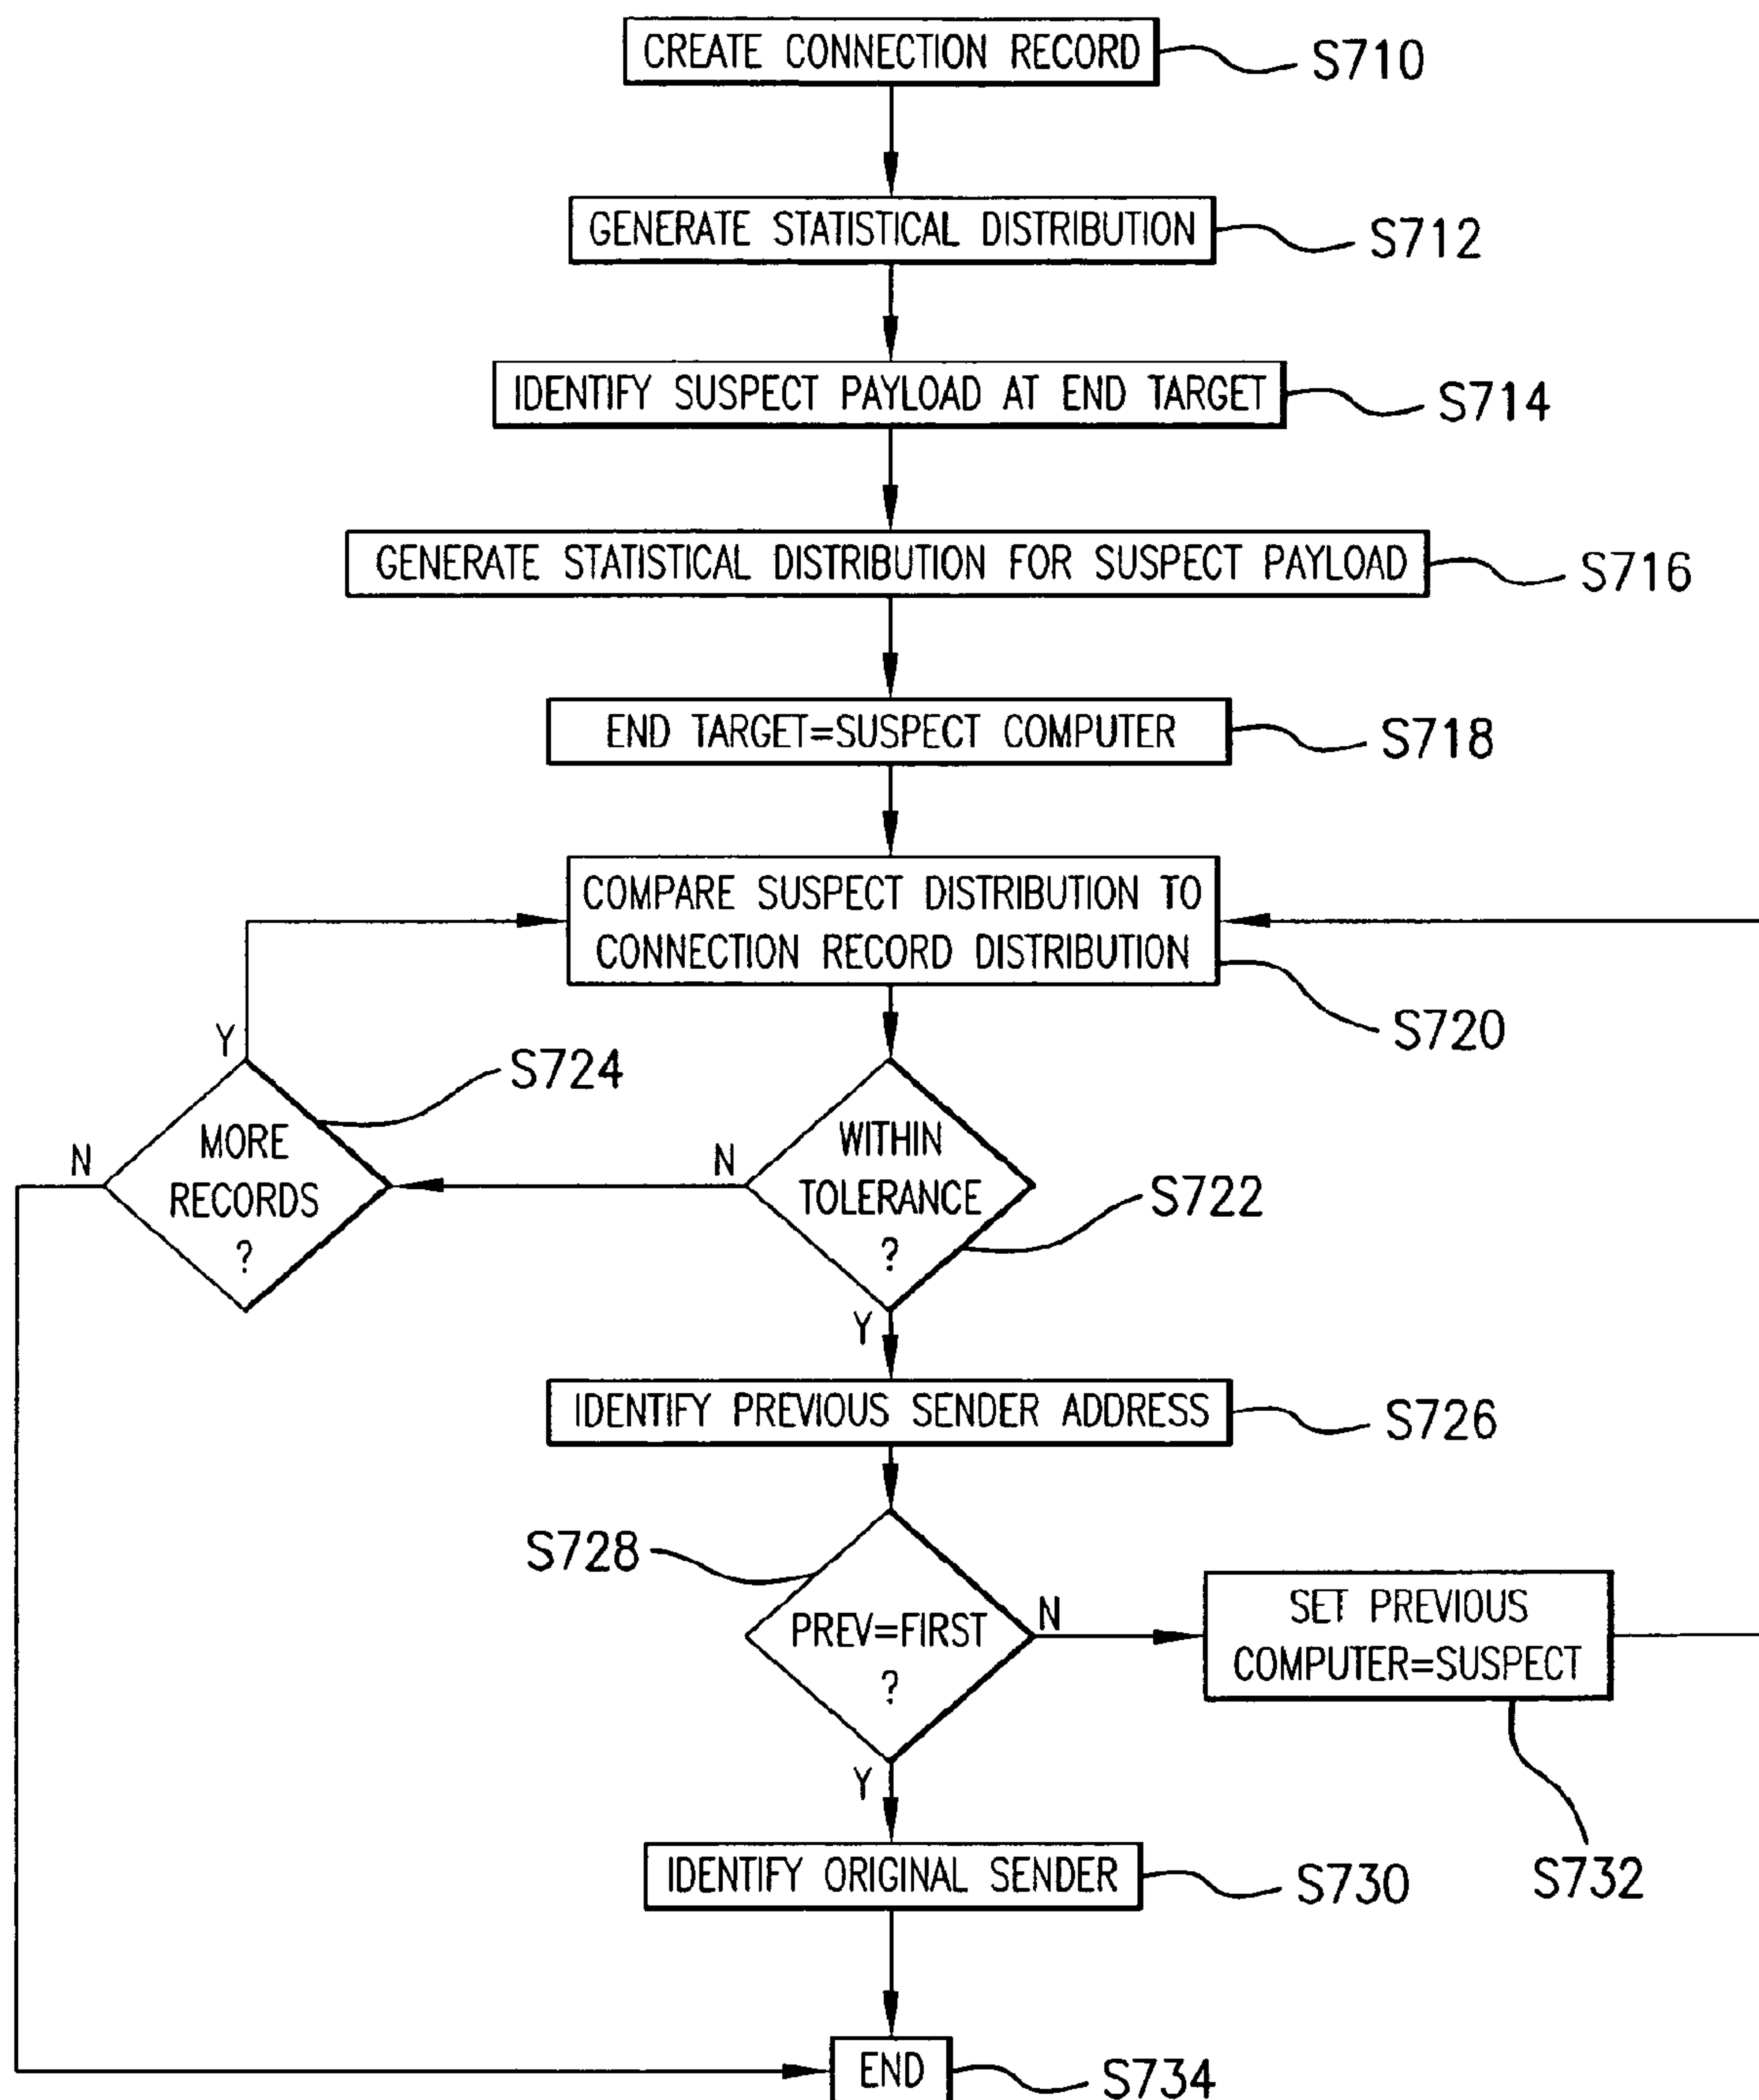 CREATE CONNECTION RECORD
S710
GENERATE STATISTICAL DISTRIBUTION
S712
IDENTIFY SUSPECT PAYLOAD AT END TARGET
S714
GENERATE STATISTICAL DISTRIBUTION FOR SUSPECT PAYLOAD
S716
END TARGET=SUSPECT COMPUTER
S718
COMPARE SUSPECT DISTRIBUTION TO
CONNECTION RECORD DISTRIBUTION
S720
Y
S724
MORE
RECORDS
?
N
N
WITHIN
TOLERANCE
?
S722
Y
IDENTIFY PREVIOUS SENDER ADDRESS
S726
S728
PREV=FIRST
?
N
SET PREVIOUS
COMPUTER=SUSPECT
S732
Y
IDENTIFY ORIGINAL SENDER
S730
END
S734